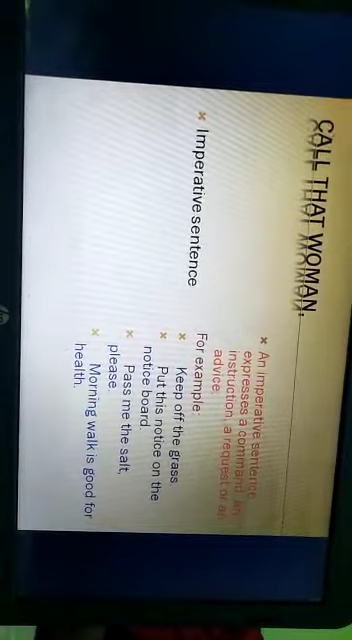 CALL THAT WOMAN.
Imperative sentence
An imperative sentence
expresses a command, an
instruction, a request or an
advice.
For example:
Keep off the grass.
Put this notice on the
notice board.
Pass me the salt,
please.
Morning walk is good for
health.
hp